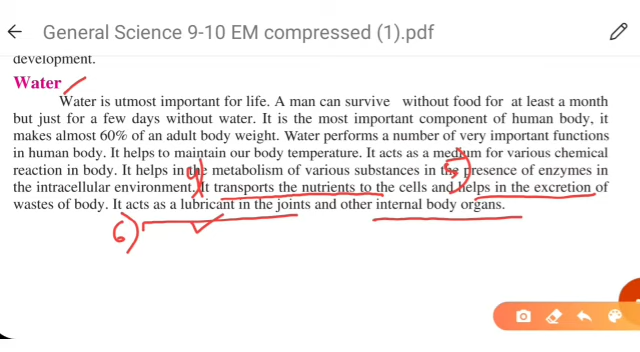 General Science 9-10 EM compressed (1).pdf
development.
Water
Water is utmost important for life. A man can survive without food for at least a month
but just for a few days without water. It is the most important component of human body, it
makes almost 60% of an adult body weight. Water performs a number of very important functions
in human body. It helps to maintain our body temperature. It acts as a medium for various chemical
reaction in body. It helps in the metabolism of various substances in the presence of enzymes in
the intracellular environment. It transports the nutrients to the cells and helps in the excretion of
wastes of body. It acts as a lubricant in the joints and other internal body organs.
4)
5)
6)